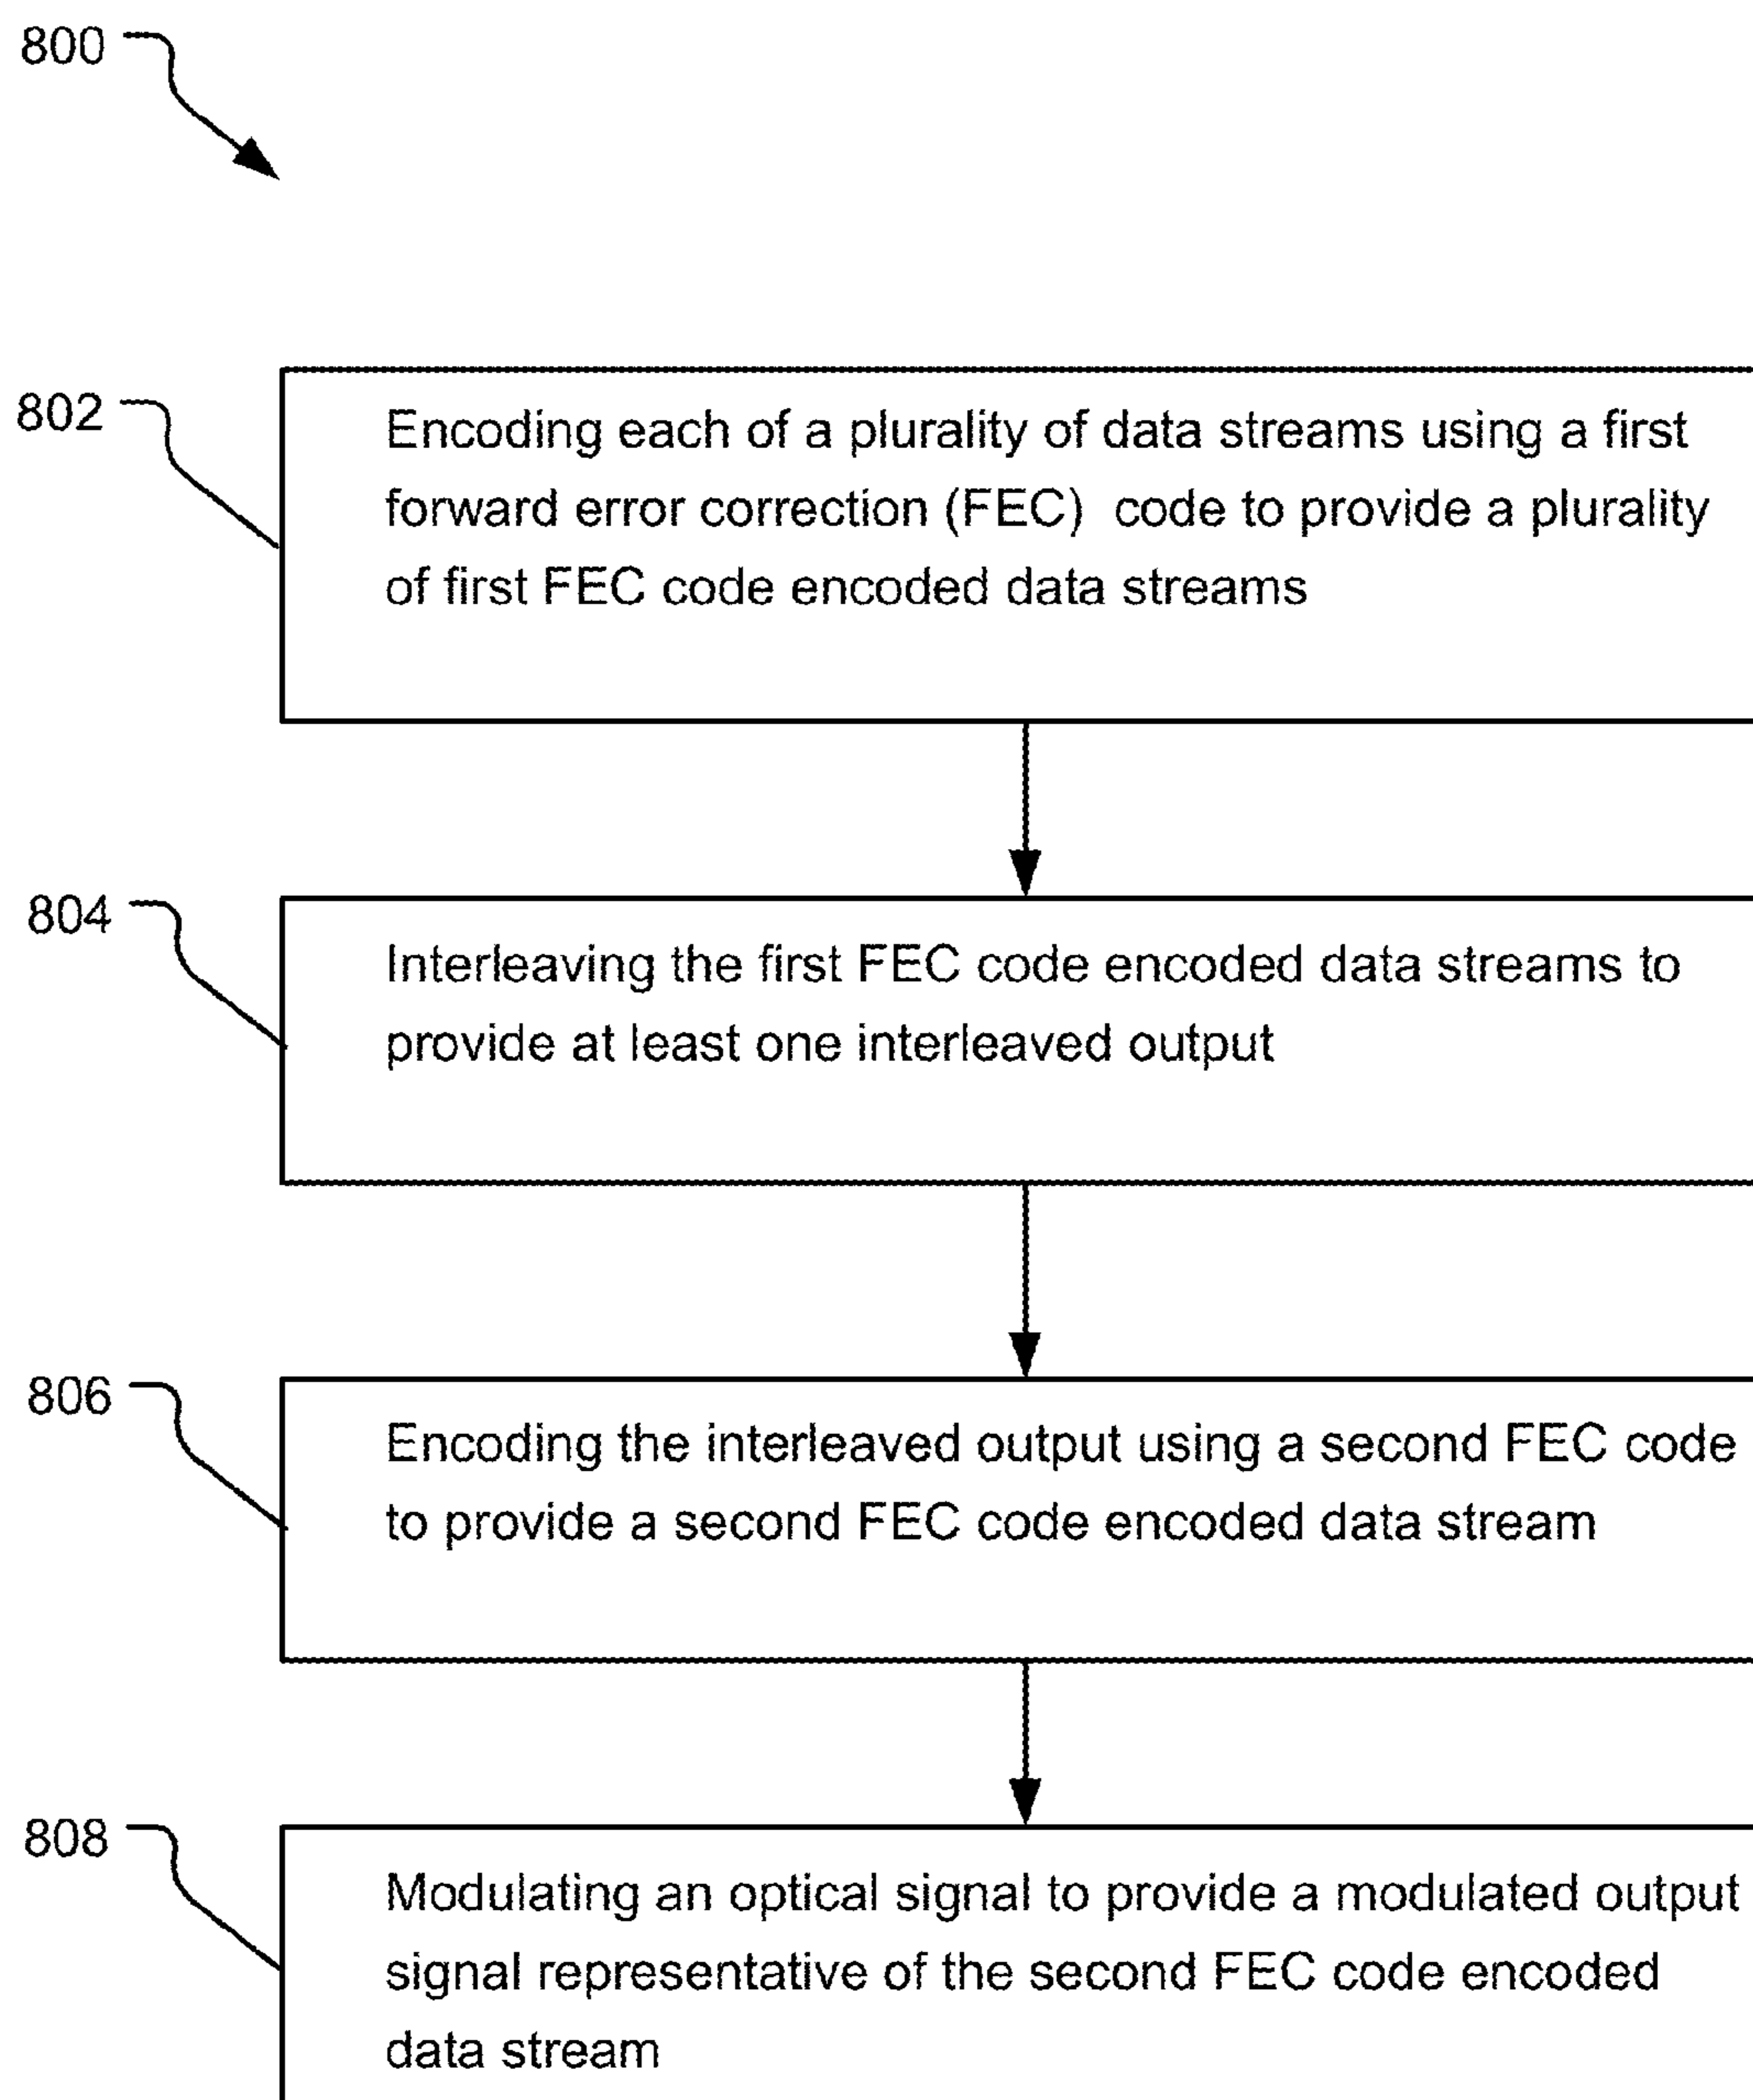 800
802
Encoding each of a plurality of data streams using a first
forward error correction (FEC) code to provide a plurality
of first FEC code encoded data streams
804
Interleaving the first FEC code encoded data streams to
provide at least one interleaved output
806
Encoding the interleaved output using a second FEC code
to provide a second FEC code encoded data stream
808
Modulating an optical signal to provide a modulated output
signal representative of the second FEC code encoded
data stream